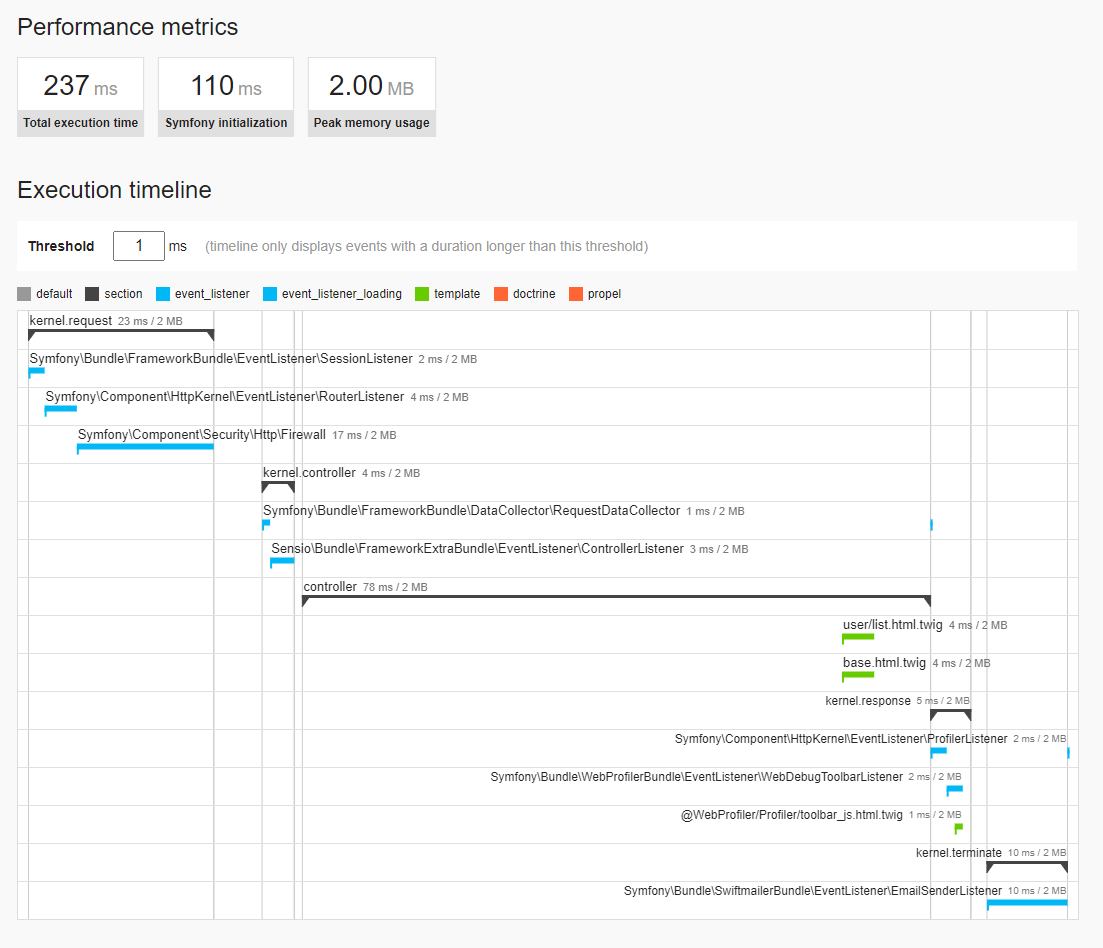 Performance metrics
237 ms 110 ms 2.00 MB
Total execution time Symfony initialization Peak memory usage
Execution timeline
Threshold 1 ms (timeline only displays events with a duration longer than this threshold)
default section event_listener event_listener_loading template doctrine propel
kernel.request 23 ms / 2 MB
Symfony\Bundle\FrameworkBundle\EventListener\SessionListener 2 ms / 2 MB
Symfony\Component\HttpKernel\EventListener\RouterListener 4 ms / 2 MB
Symfony\Component\Security\Http\Firewall 17 ms / 2 MB
kernel.controller 4 ms / 2 MB
Symfony\Bundle\FrameworkBundle\DataCollector\RequestDataCollector 1 ms / 2 MB
Sensio\Bundle\FrameworkExtraBundle\EventListener\ControllerListener 3 ms / 2 MB
controller 78 ms / 2 MB
user/list.html.twig 4 ms / 2 MB
base.html.twig 4 ms / 2 MB
kernel.response 5 ms / 2 MB
Symfony\Component\HttpKernel\EventListener\ProfilerListener 2 ms / 2 MB
Symfony\Bundle\WebProfilerBundle\EventListener\WebDebugToolbarListener 2 ms / 2 MB
@WebProfiler/Profiler/toolbar_js.html.twig 1 ms / 2 MB
kernel.terminate 10 ms / 2 MB
Symfony\Bundle\SwiftmailerBundle\EventListener\EmailSenderListener 10 ms / 2 MB